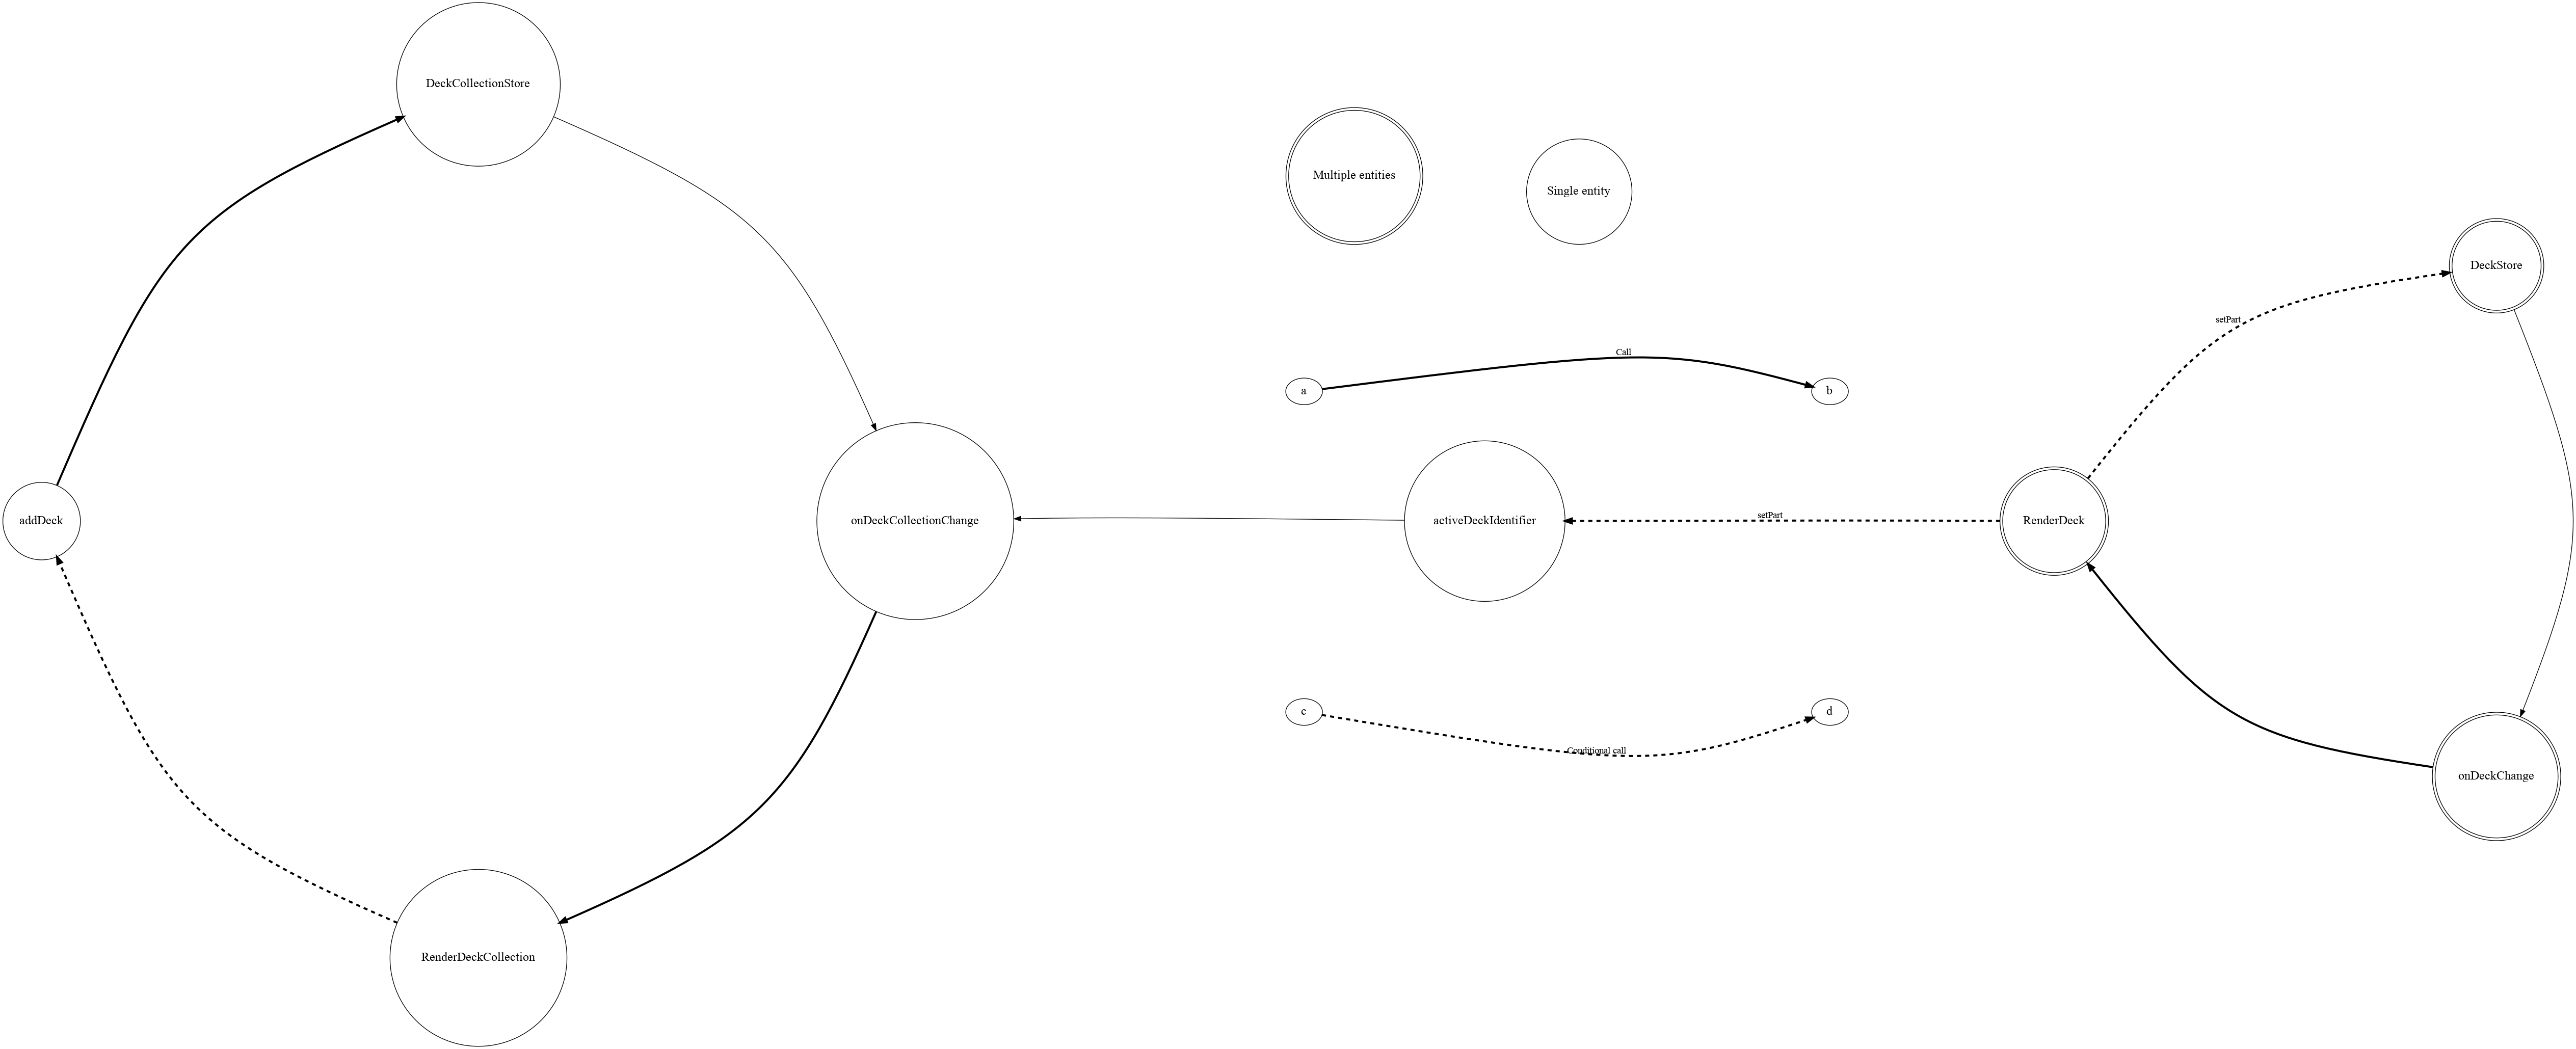 DeckCollectionStore
Multiple entities
Single entity
DeckStore
setPart
Call
a
b
addDeck
onDeckCollectionChange
activeDeckIdentifier
setPart
RenderDeck
c
d
Conditional call
onDeckChange
RenderDeckCollection